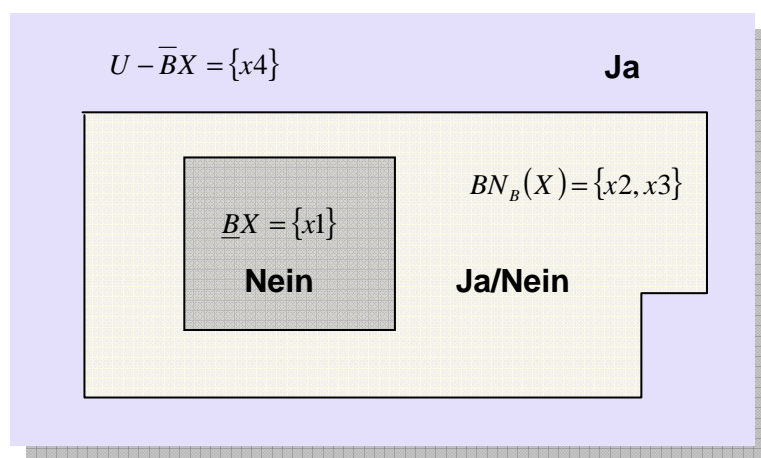 U − B̅X = {x4}
Ja
BN_B(X) = {x2, x3}
B̲X = {x1}
Nein
Ja/Nein